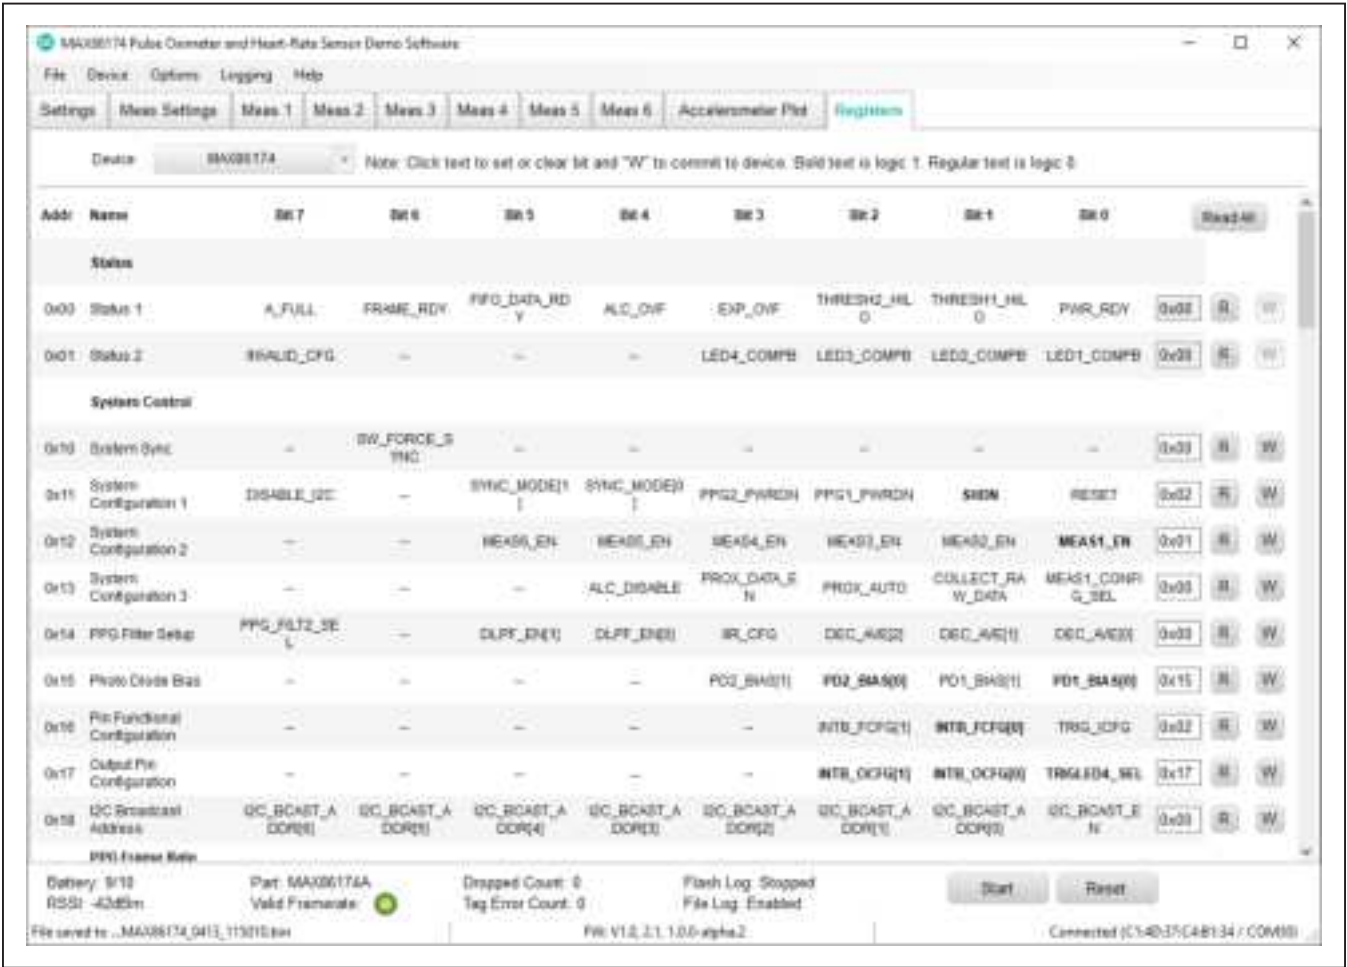 MAX86174 Pulse Oximeter and Heart-Rate Sensor Demo Software
File Device Options Logging Help
Settings Meas Settings Meas 1 Meas 2 Meas 3 Meas 4 Meas 5 Meas 6 Accelerometer Plot Registers
Device MAX86174 Note: Click text to set or clear bit and "W" to commit to device. Bold text is logic 1. Regular text is logic 0.
Addr Name Bit 7 Bit 6 Bit 5 Bit 4 Bit 3 Bit 2 Bit 1 Bit 0 Read All
Status
0x00 Status 1 A_FULL FRAME_RDY FIFO_DATA_RDY ALC_OVF EXP_OVF THRESH2_HILO THRESH1_HILO PWR_RDY 0x00 R W
0x01 Status 2 INVALID_CFG -- -- -- LED4_COMPB LED3_COMPB LED2_COMPB LED1_COMPB 0x00 R W
System Control
0x10 System Sync -- SW_FORCE_SYNC -- -- -- -- -- -- 0x00 R W
0x11 System Configuration 1 DISABLE_I2C -- SYNC_MODE[1] SYNC_MODE[0] PPG2_PWRDN PPG1_PWRDN SHDN RESET 0x02 R W
0x12 System Configuration 2 -- -- MEAS6_EN MEAS5_EN MEAS4_EN MEAS3_EN MEAS2_EN MEAS1_EN 0x01 R W
0x13 System Configuration 3 -- -- -- ALC_DISABLE PROX_DATA_EN PROX_AUTO COLLECT_RAW_DATA MEAS1_CONFIG_SEL 0x00 R W
0x14 PPG Filter Setup PPG_FILT2_SEL -- DLPF_EN[1] DLPF_EN[0] IIR_CFG DEC_AVE[2] DEC_AVE[1] DEC_AVE[0] 0x00 R W
0x15 Photo Diode Bias -- -- -- -- PD2_BIAS[1] PD2_BIAS[0] PD1_BIAS[1] PD1_BIAS[0] 0x15 R W
0x16 Pin Functional Configuration -- -- -- -- -- INTB_FCFG[1] INTB_FCFG[0] TRIG_ICFG 0x02 R W
0x17 Output Pin Configuration -- -- -- -- -- INTB_OCFG[1] INTB_OCFG[0] TRIGLED4_SEL 0x17 R W
0x18 I2C Broadcast Address I2C_BCAST_ADDR[6] I2C_BCAST_ADDR[5] I2C_BCAST_ADDR[4] I2C_BCAST_ADDR[3] I2C_BCAST_ADDR[2] I2C_BCAST_ADDR[1] I2C_BCAST_ADDR[0] I2C_BCAST_EN 0x00 R W
PPG Frame Rate
Battery: 9/10 Part: MAX86174A Dropped Count: 0 Flash Log: Stopped Start Reset
RSSI: -42dBm Valid Framerate: Tag Error Count: 0 File Log: Enabled
File saved to ...MAX86174_0413_115010.bin FW: V1.0, 2.1, 1.0.0-alpha.2 Connected